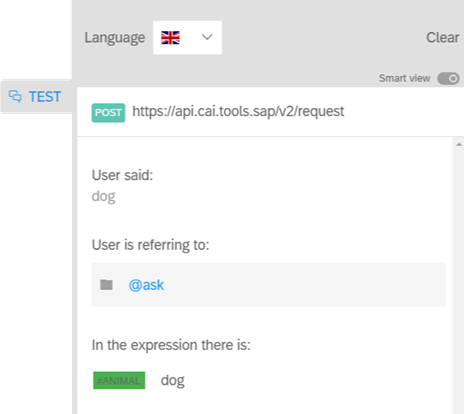 Language
Clear
Smart view
TEST
POST https://api.cai.tools.sap/v2/request
User said:
dog
User is referring to:
@ask
In the expression there is:
#ANIMAL dog